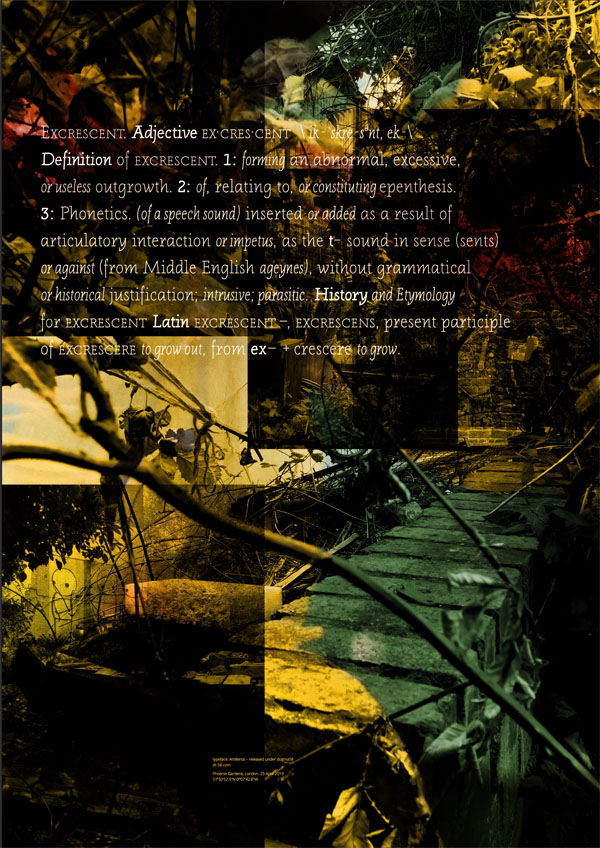 EXCRESCENT. Adjective EX·CRES·CENT \ ik-ˈskre-sᵊnt, ek-\
Definition of EXCRESCENT. 1: forming an abnormal, excessive,
or useless outgrowth. 2: of, relating to, or constituting epenthesis.
3: Phonetics. (of a speech sound) inserted or added as a result of
articulatory interaction or impetus, as the t– sound in sense (sents)
or against (from Middle English ageynes), without grammatical
or historical justification; intrusive; parasitic. History and Etymology
for EXCRESCENT Latin EXCRESCENT–, EXCRESCENS, present participle
of EXCRESCERE to grow out, from ex– + crescere to grow.
typeface: – released under
Phoenix Gardens, London. 25 April 2019